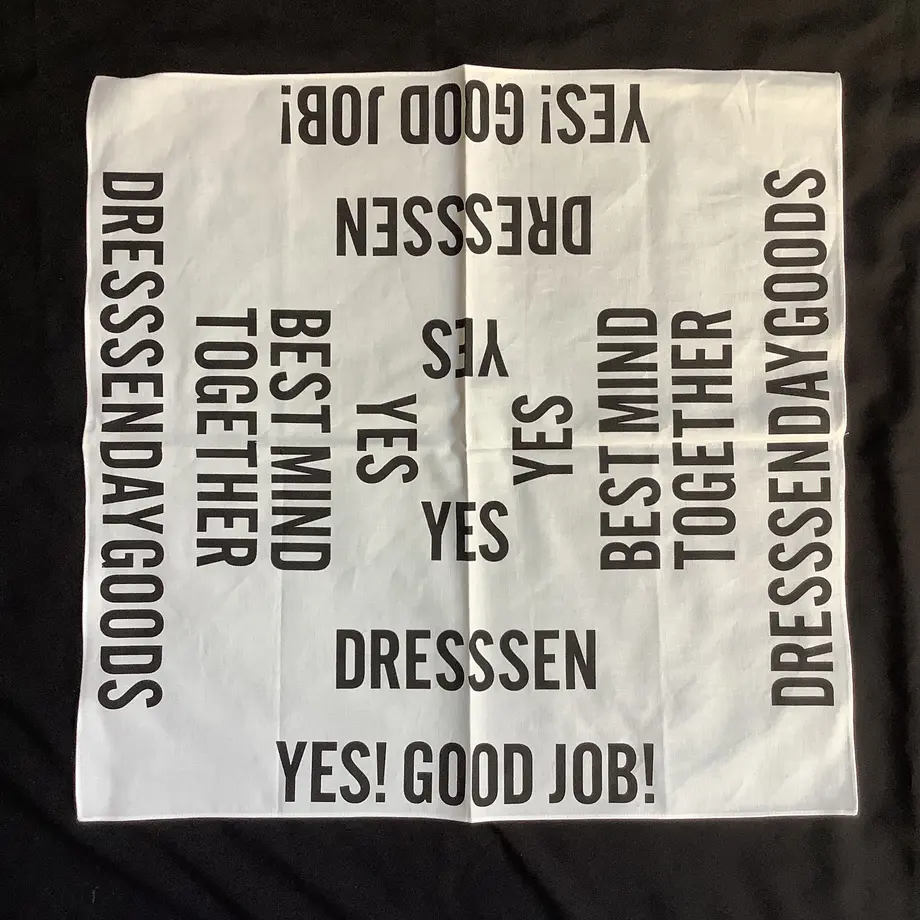 YES! GOOD JOB!
DRESSSEN
DRESSSENDAYGOODS
BEST MIND
TOGETHER
YES
YES
YES
BEST MIND
TOGETHER
DRESSSENDAYGOODS
YES
DRESSSEN
YES! GOOD JOB!